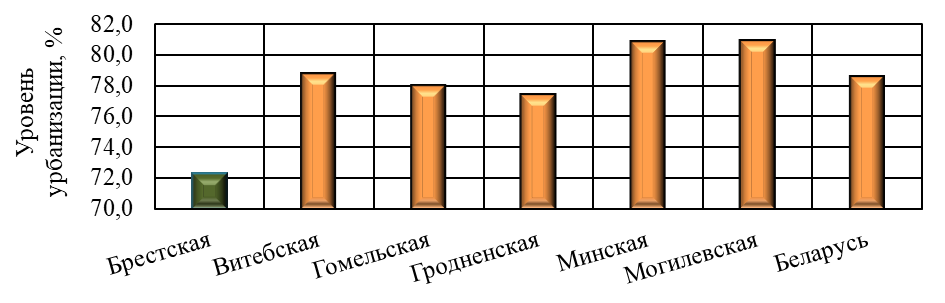 Уровень
урбанизации, %
82,0
80,0
78,0
76,0
74,0
72,0
70,0
Брестская
Витебская
Гомельская
Гродненская
Минская
Могилевская
Беларусь